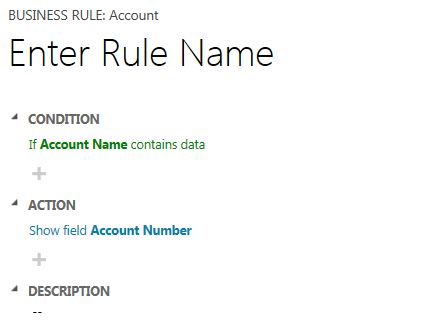 BUSINESS RULE: Account
Enter Rule Name
CONDITION
If Account Name contains data
ACTION
Show field Account Number
DESCRIPTION